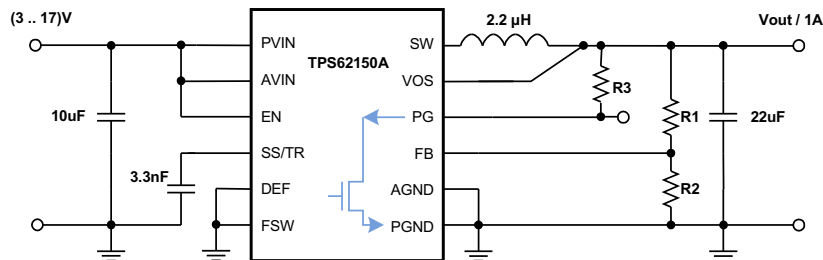 (3 .. 17)V
2.2 µH
Vout / 1A
PVIN
SW
TPS62150A
AVIN
VOS
R3
10uF
EN
PG
R1
22uF
SS/TR
FB
3.3nF
DEF
AGND
R2
FSW
PGND